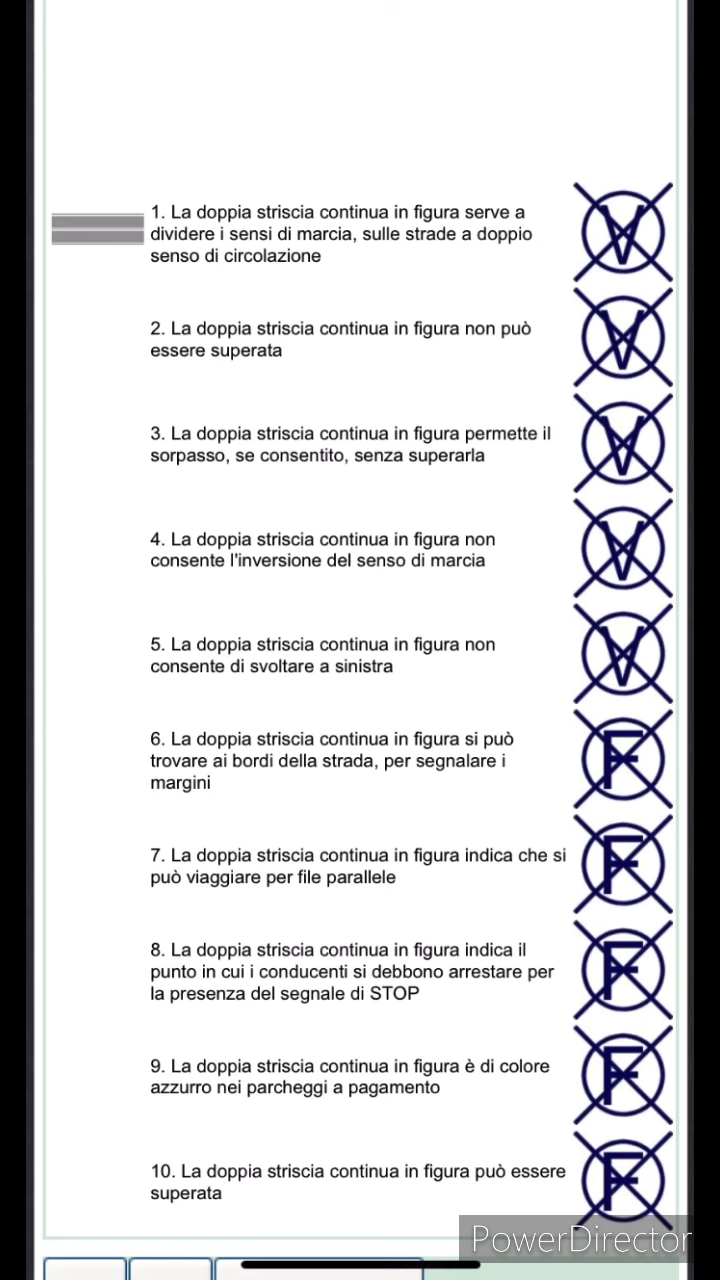 1. La doppia striscia continua in figura serve a
dividere i sensi di marcia, sulle strade a doppio
senso di circolazione
V
2. La doppia striscia continua in figura non può
essere superata
V
3. La doppia striscia continua in figura permette il
sorpasso, se consentito, senza superarla
V
4. La doppia striscia continua in figura non
consente l'inversione del senso di marcia
V
5. La doppia striscia continua in figura non
consente di svoltare a sinistra
V
6. La doppia striscia continua in figura si può
trovare ai bordi della strada, per segnalare i
margini
F
7. La doppia striscia continua in figura indica che si
può viaggiare per file parallele
F
8. La doppia striscia continua in figura indica il
punto in cui i conducenti si debbono arrestare per
la presenza del segnale di STOP
F
9. La doppia striscia continua in figura è di colore
azzurro nei parcheggi a pagamento
F
10. La doppia striscia continua in figura può essere
superata
F
PowerDirector